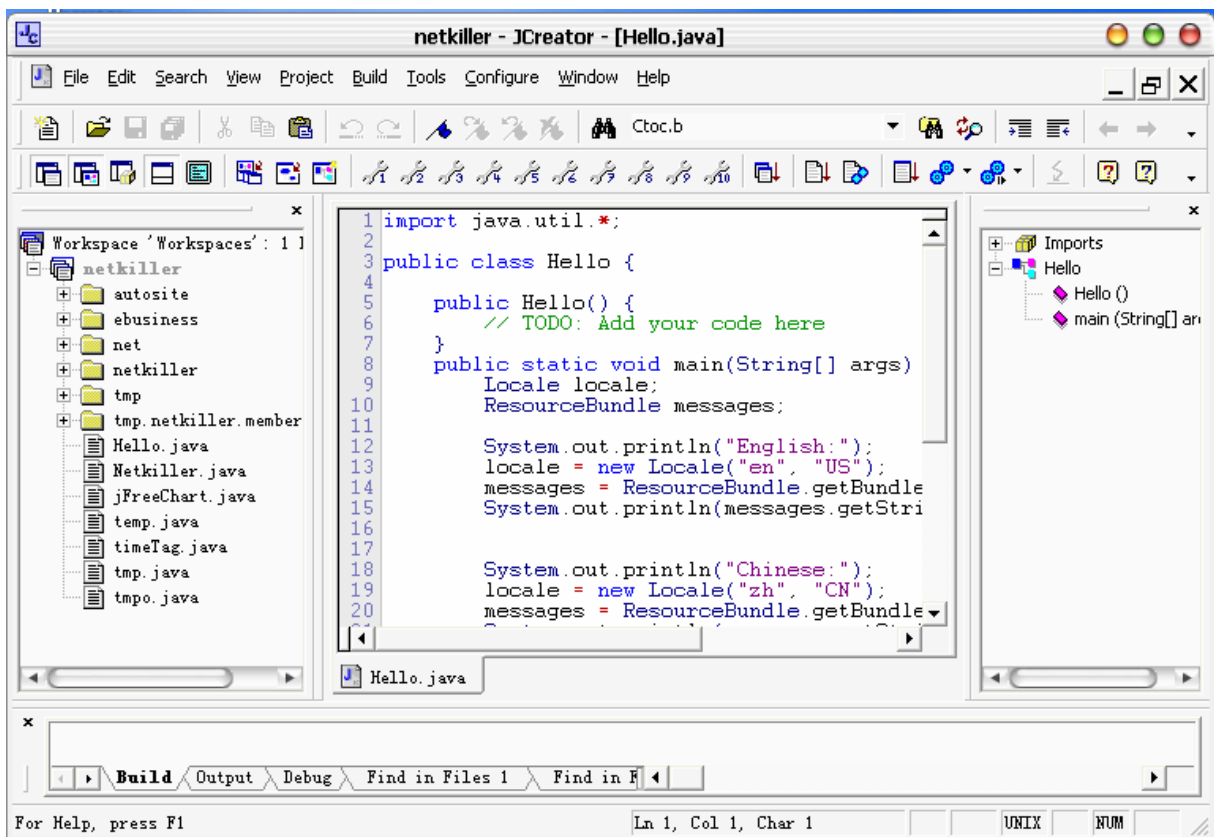 netkiller - JCreator - [Hello.java]
File Edit Search View Project Build Tools Configure Window Help
Ctoc.b
Workspace 'Workspaces': 1
netkiller
autosite
ebusiness
net
netkiller
tmp
tmp.netkiller.member
Hello.java
Netkiller.java
jFreeChart.java
temp.java
timeTag.java
tmp.java
tmpo.java
1 import java.util.*;
2
3 public class Hello {
4
5 public Hello() {
6 // TODO: Add your code here
7 }
8 public static void main(String[] args)
9 Locale locale;
10 ResourceBundle messages;
11
12 System.out.println("English:");
13 locale = new Locale("en", "US");
14 messages = ResourceBundle.getBundle
15 System.out.println(messages.getStri
16
17
18 System.out.println("Chinese:");
19 locale = new Locale("zh", "CN");
20 messages = ResourceBundle.getBundle
Hello.java
Imports
Hello
Hello ()
main (String[] ar
Build Output Debug Find in Files 1 Find in F
For Help, press F1
Ln 1, Col 1, Char 1
UNIX NUM